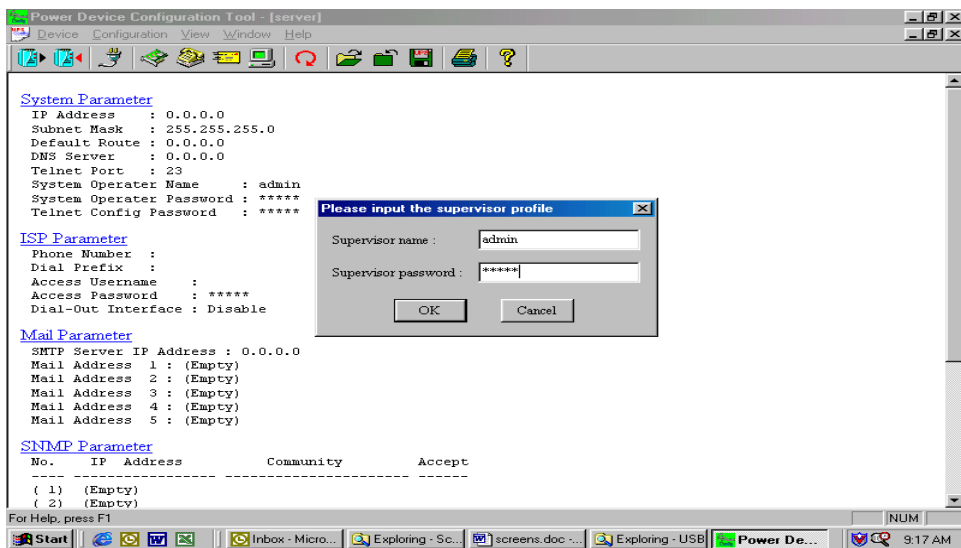 Power Device Configuration Tool - [server]
Device Configuration View Window Help
System Parameter
IP Address : 0.0.0.0
Subnet Mask : 255.255.255.0
Default Route : 0.0.0.0
DNS Server : 0.0.0.0
Telnet Port : 23
System Operater Name : admin
System Operater Password : *****
Telnet Config Password : *****
Please input the supervisor profile
Supervisor name : admin
Supervisor password : *****
OK Cancel
ISP Parameter
Phone Number :
Dial Prefix :
Access Username :
Access Password : *****
Dial-Out Interface : Disable
Mail Parameter
SMTP Server IP Address : 0.0.0.0
Mail Address 1 : (Empty)
Mail Address 2 : (Empty)
Mail Address 3 : (Empty)
Mail Address 4 : (Empty)
Mail Address 5 : (Empty)
SNMP Parameter
No. IP Address Community Accept
---- ----------------- ---------------------- ------
( 1) (Empty)
( 2) (Empty)
For Help, press F1 NUM
Start Inbox - Micro... Exploring - Sc... screens.doc -... Exploring - USB Power De... 9:17 AM